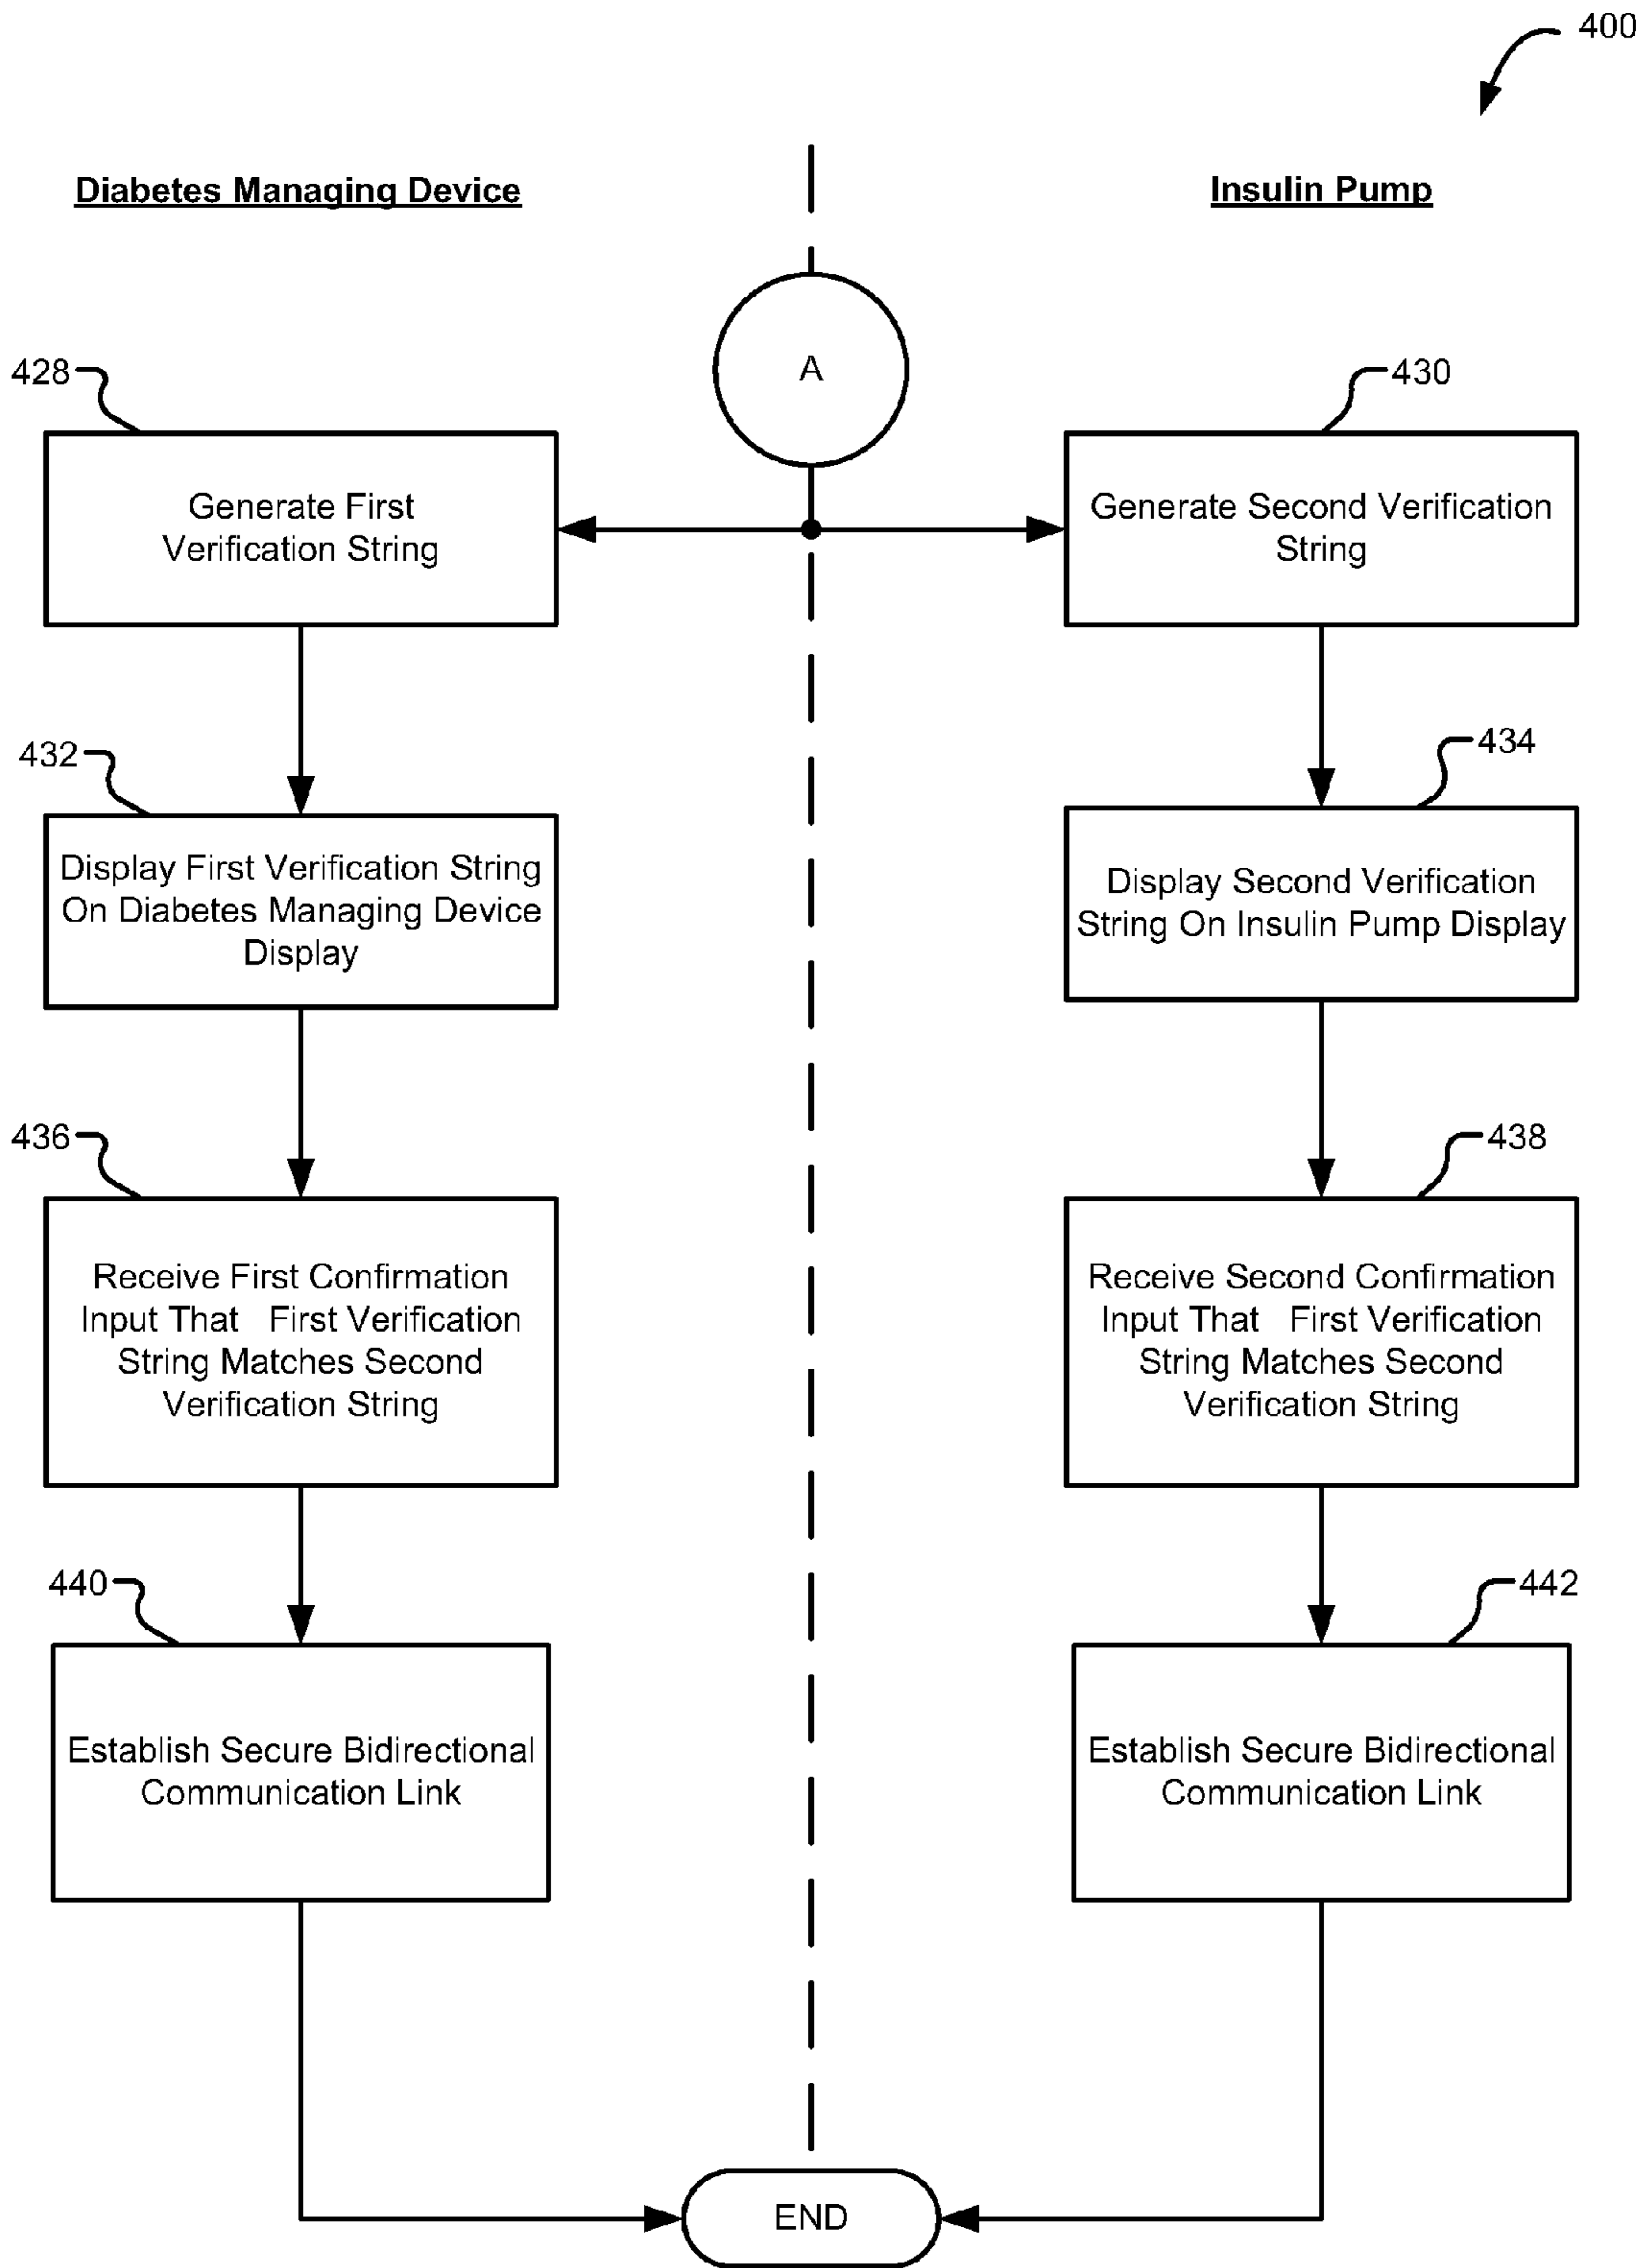 400
Diabetes Managing Device
Insulin Pump
A
428
430
Generate First
Verification String
Generate Second Verification
String
432
434
Display First Verification String
On Diabetes Managing Device
Display
Display Second Verification
String On Insulin Pump Display
436
438
Receive First Confirmation
Input That First Verification
String Matches Second
Verification String
Receive Second Confirmation
Input That First Verification
String Matches Second
Verification String
440
442
Establish Secure Bidirectional
Communication Link
Establish Secure Bidirectional
Communication Link
END